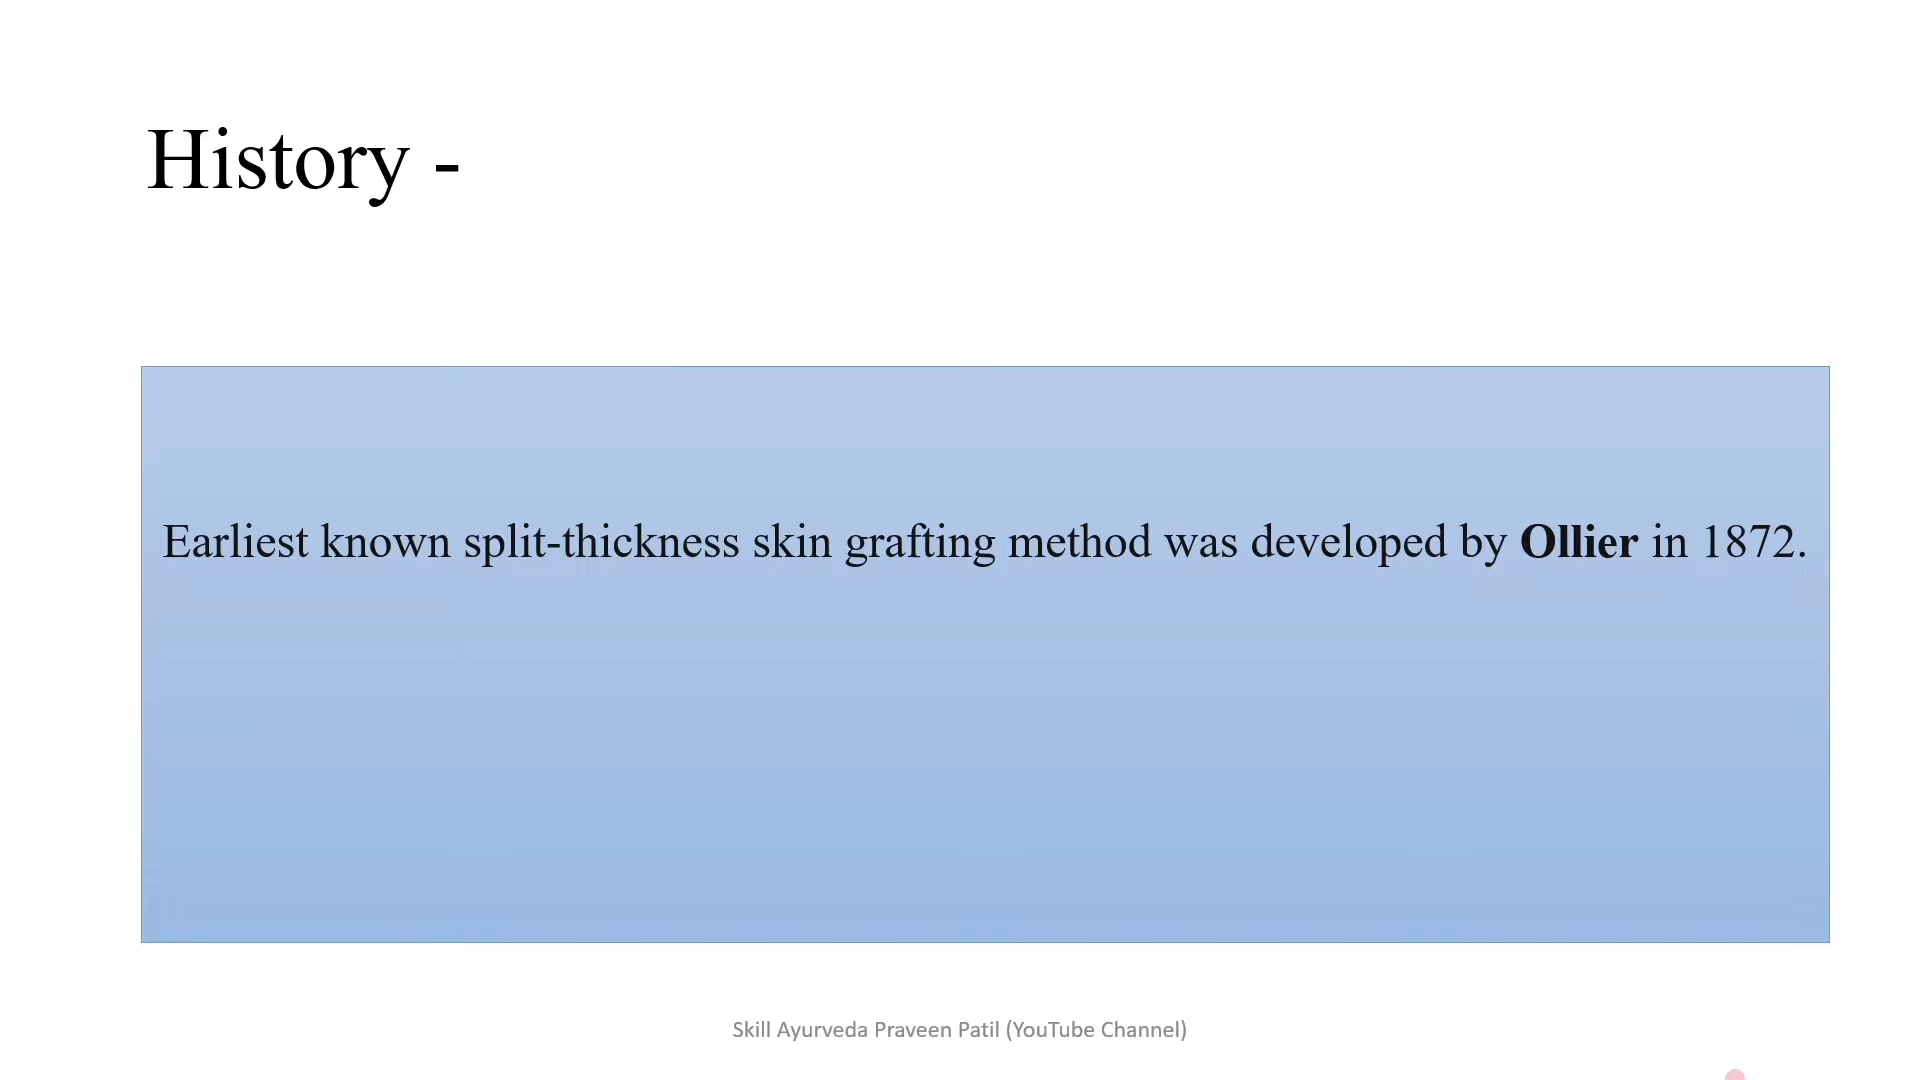 History -
Earliest known split-thickness skin grafting method was developed by Ollier in 1872.
Skill Ayurveda Praveen Patil (YouTube Channel)